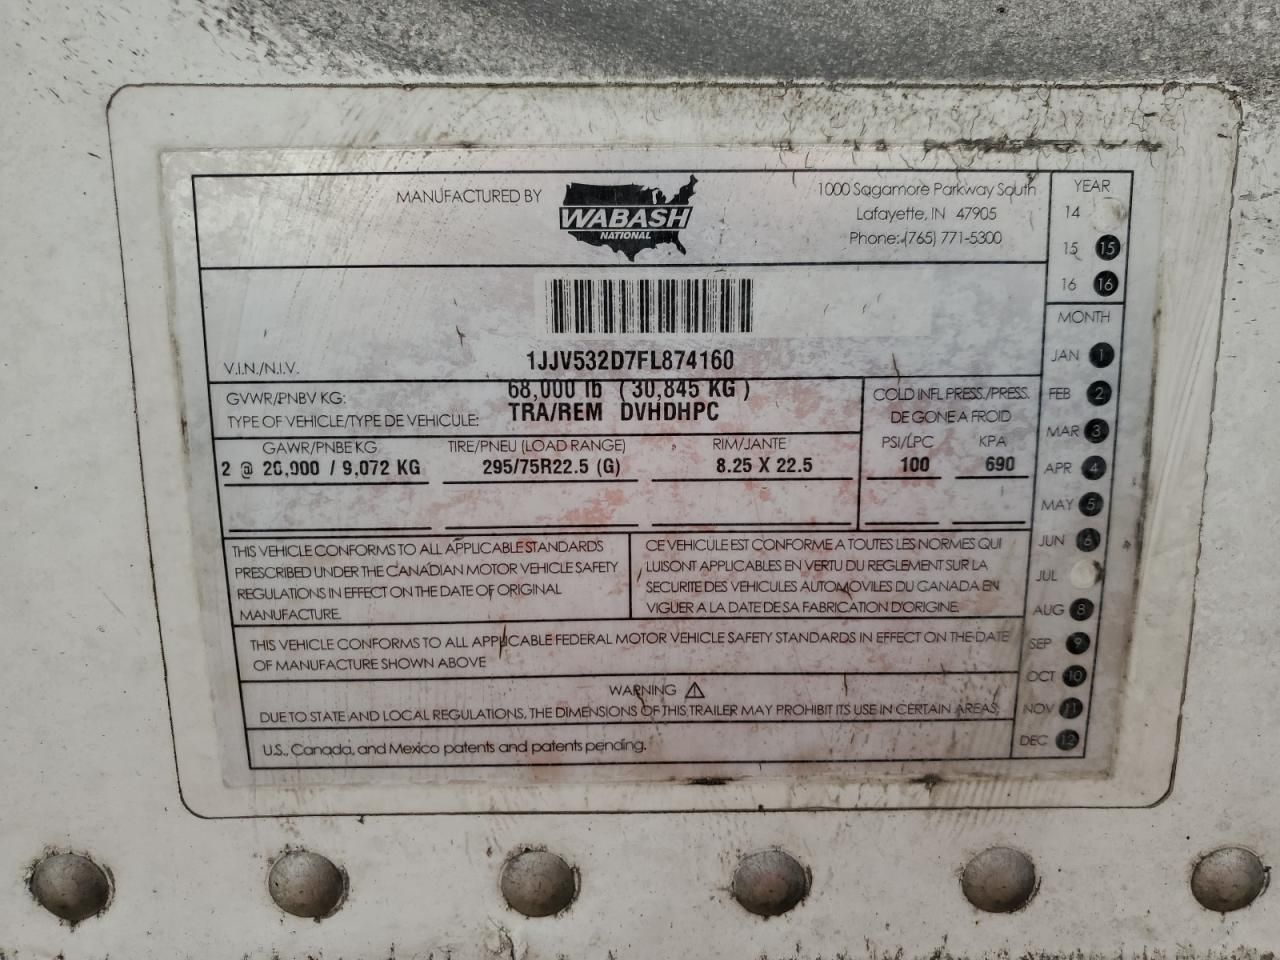 MANUFACTURED BY
WABASH
NATIONAL
1000 Sagamore Parkway South
Lafayette, IN 47905
Phone: (765) 771-5300
YEAR
14
15 15
16 16
V.I.N./N.I.V.
1JJV532D7FL874160
GVWR/PNBV KG: 68,000 lb ( 30,845 KG )
TYPE OF VEHICLE/TYPE DE VEHICULE: TRA/REM DVHDHPC
COLD INFL. PRESS./PRESS.
DE GONE A FROID
GAWR/PNBE KG TIRE/PNEU (LOAD RANGE) RIM/JANTE PSI/LPC KPA
2 @ 20,000 / 9,072 KG 295/75R22.5 (G) 8.25 X 22.5 100 690
THIS VEHICLE CONFORMS TO ALL APPLICABLE STANDARDS
PRESCRIBED UNDER THE CANADIAN MOTOR VEHICLE SAFETY
REGULATIONS IN EFFECT ON THE DATE OF ORIGINAL
MANUFACTURE.
CE VEHICULE EST CONFORME A TOUTES LES NORMES QUI
LUI SONT APPLICABLES EN VERTU DU REGLEMENT SUR LA
SECURITE DES VEHICULES AUTOMOVILES DU CANADA EN
VIGUER A LA DATE DE SA FABRICATION D'ORIGINE.
THIS VEHICLE CONFORMS TO ALL APPLICABLE FEDERAL MOTOR VEHICLE SAFETY STANDARDS IN EFFECT ON THE DATE
OF MANUFACTURE SHOWN ABOVE
WARNING
DUE TO STATE AND LOCAL REGULATIONS, THE DIMENSIONS OF THIS TRAILER MAY PROHIBIT ITS USE IN CERTAIN AREAS.
U.S., Canada, and Mexico patents and patents pending.
MONTH
JAN 1
FEB 2
MAR 3
APR 4
MAY 5
JUN 6
JUL
AUG 8
SEP 9
OCT 10
NOV 11
DEC 12